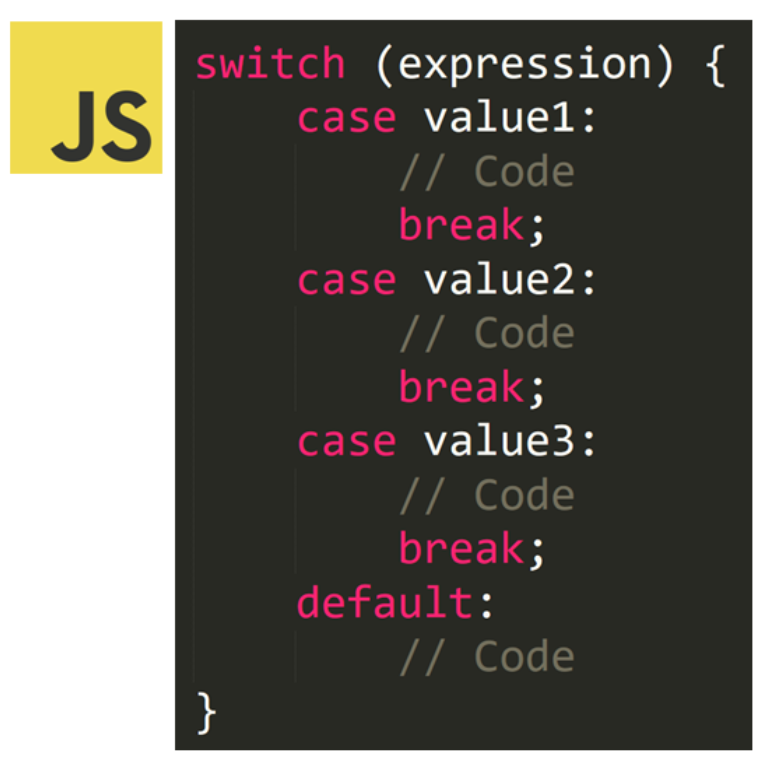 JS
switch (expression) {
    case value1:
        // Code
        break;
    case value2:
        // Code
        break;
    case value3:
        // Code
        break;
    default:
        // Code
}